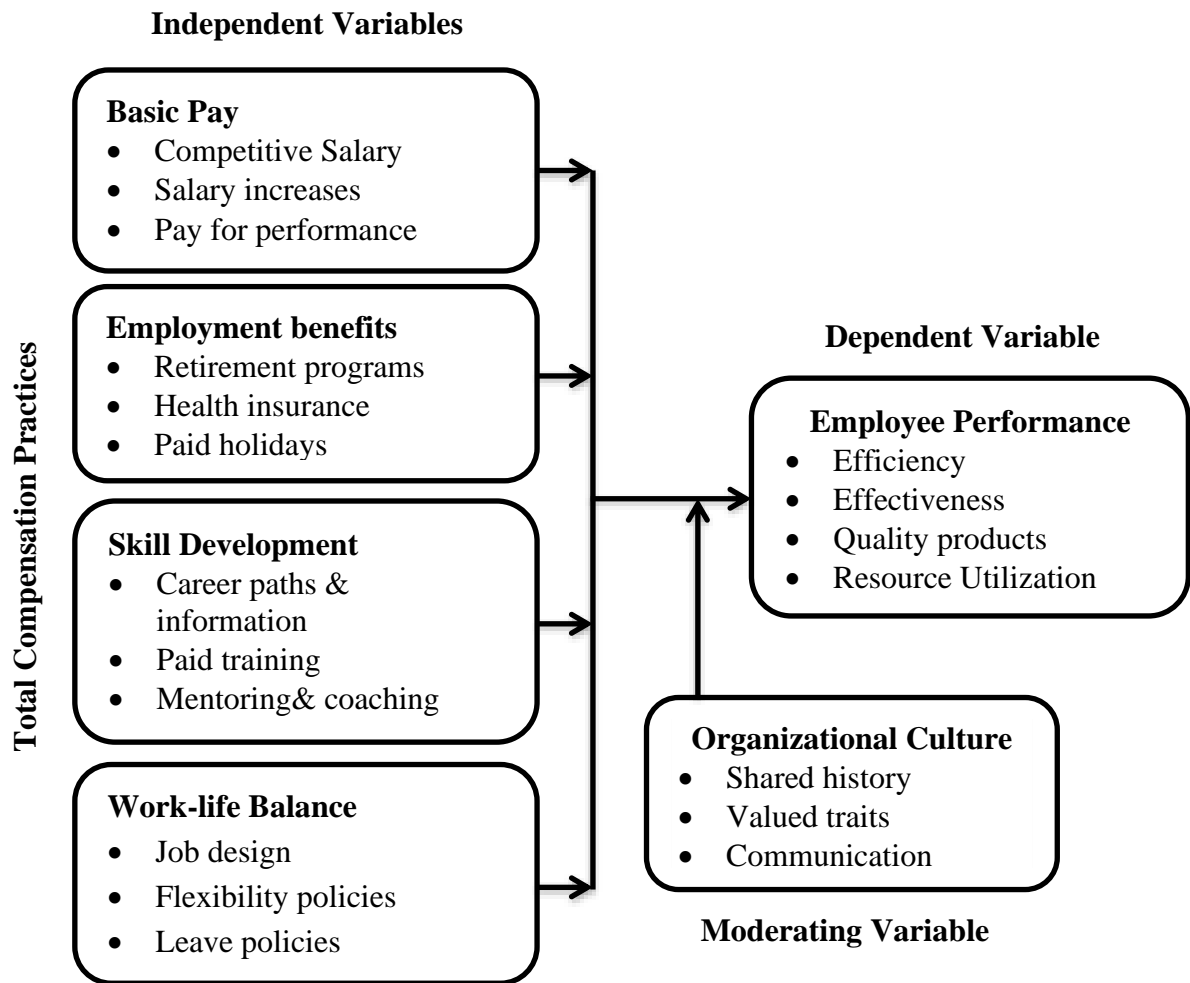 Independent Variables
Total Compensation Practices
Basic Pay
• Competitive Salary
• Salary increases
• Pay for performance
Employment benefits
• Retirement programs
• Health insurance
• Paid holidays
Skill Development
• Career paths &
information
• Paid training
• Mentoring& coaching
Work-life Balance
• Job design
• Flexibility policies
• Leave policies
Dependent Variable
Employee Performance
• Efficiency
• Effectiveness
• Quality products
• Resource Utilization
Organizational Culture
• Shared history
• Valued traits
• Communication
Moderating Variable